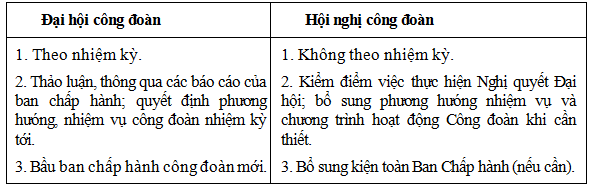 Đại hội công đoàn
1. Theo nhiệm kỳ.
2. Thảo luận, thông qua các báo cáo của
ban chấp hành; quyết định phương
hướng, nhiệm vụ công đoàn nhiệm kỳ
tới.
3. Bầu ban chấp hành công đoàn mới.
Hội nghị công đoàn
1. Không theo nhiệm kỳ.
2. Kiểm điểm việc thực hiện Nghị quyết Đại
hội; bổ sung phương hướng nhiệm vụ và
chương trình hoạt động Công đoàn khi cần
thiết.
3. Bổ sung kiện toàn Ban Chấp hành (nếu cần).